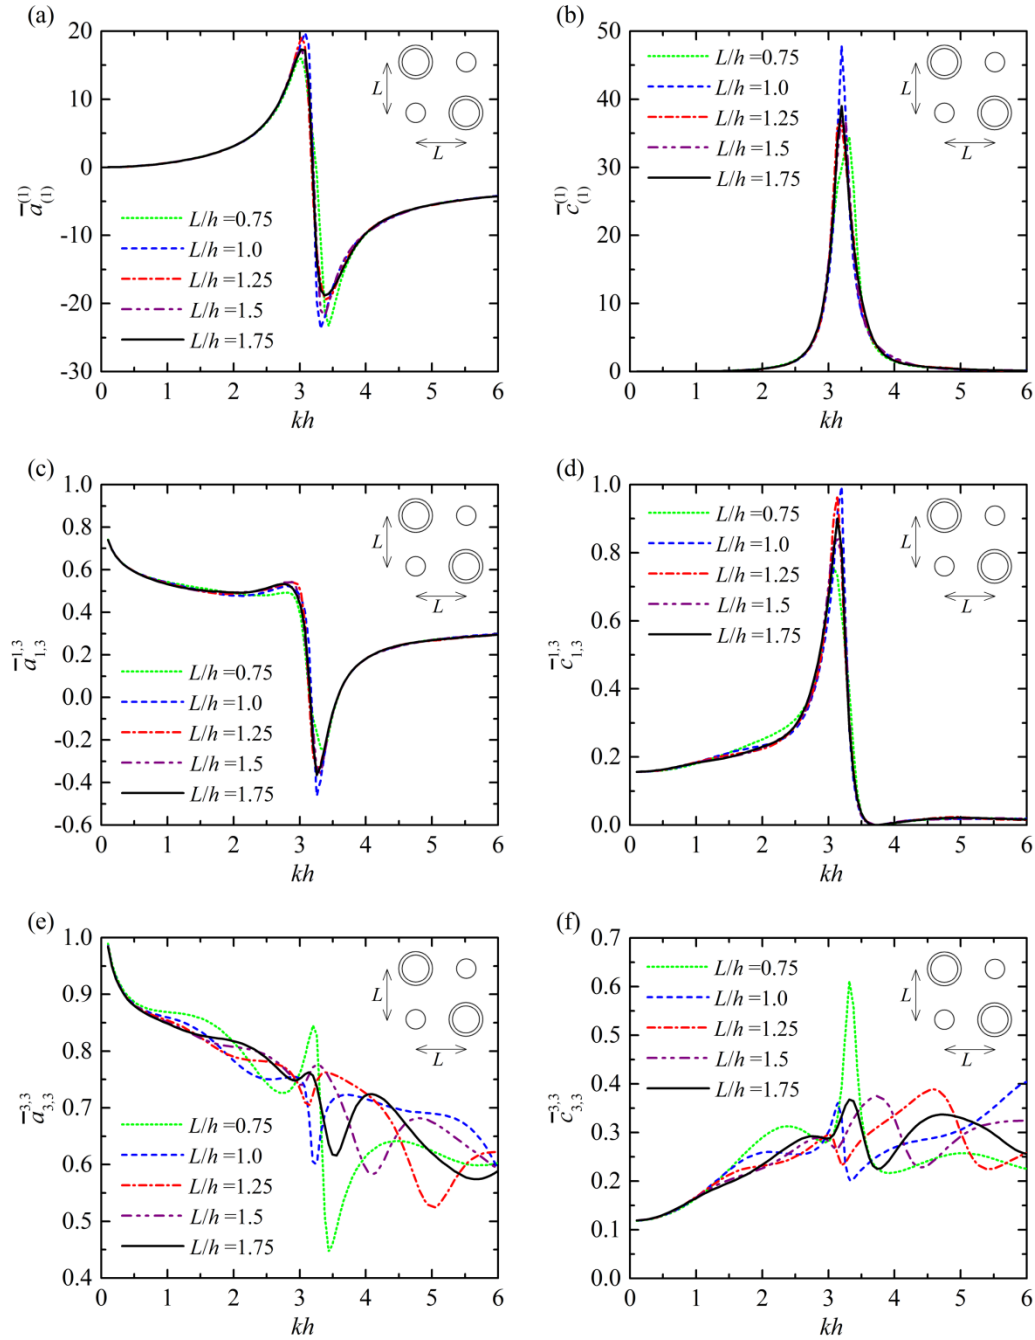 (a)
20
10
0
-10
-20
-30
0 1 2 3 4 5 6
kh
a̅₍₁₎⁽¹⁾
L/h =0.75
L/h =1.0
L/h =1.25
L/h =1.5
L/h =1.75
L
L
(b)
50
40
30
20
10
0
0 1 2 3 4 5 6
kh
c̅₍₁₎⁽¹⁾
L/h =0.75
L/h =1.0
L/h =1.25
L/h =1.5
L/h =1.75
L
L
(c)
1.0
0.8
0.6
0.4
0.2
0.0
-0.2
-0.4
-0.6
0 1 2 3 4 5 6
kh
a̅₁,₃¹,³
L/h =0.75
L/h =1.0
L/h =1.25
L/h =1.5
L/h =1.75
L
L
(d)
1.0
0.8
0.6
0.4
0.2
0.0
0 1 2 3 4 5 6
kh
c̅₁,₃¹,³
L/h =0.75
L/h =1.0
L/h =1.25
L/h =1.5
L/h =1.75
L
L
(e)
1.0
0.9
0.8
0.7
0.6
0.5
0.4
0 1 2 3 4 5 6
kh
a̅₃,₃³,³
L/h =0.75
L/h =1.0
L/h =1.25
L/h =1.5
L/h =1.75
L
L
(f)
0.7
0.6
0.5
0.4
0.3
0.2
0.1
0.0
0 1 2 3 4 5 6
kh
c̅₃,₃³,³
L/h =0.75
L/h =1.0
L/h =1.25
L/h =1.5
L/h =1.75
L
L